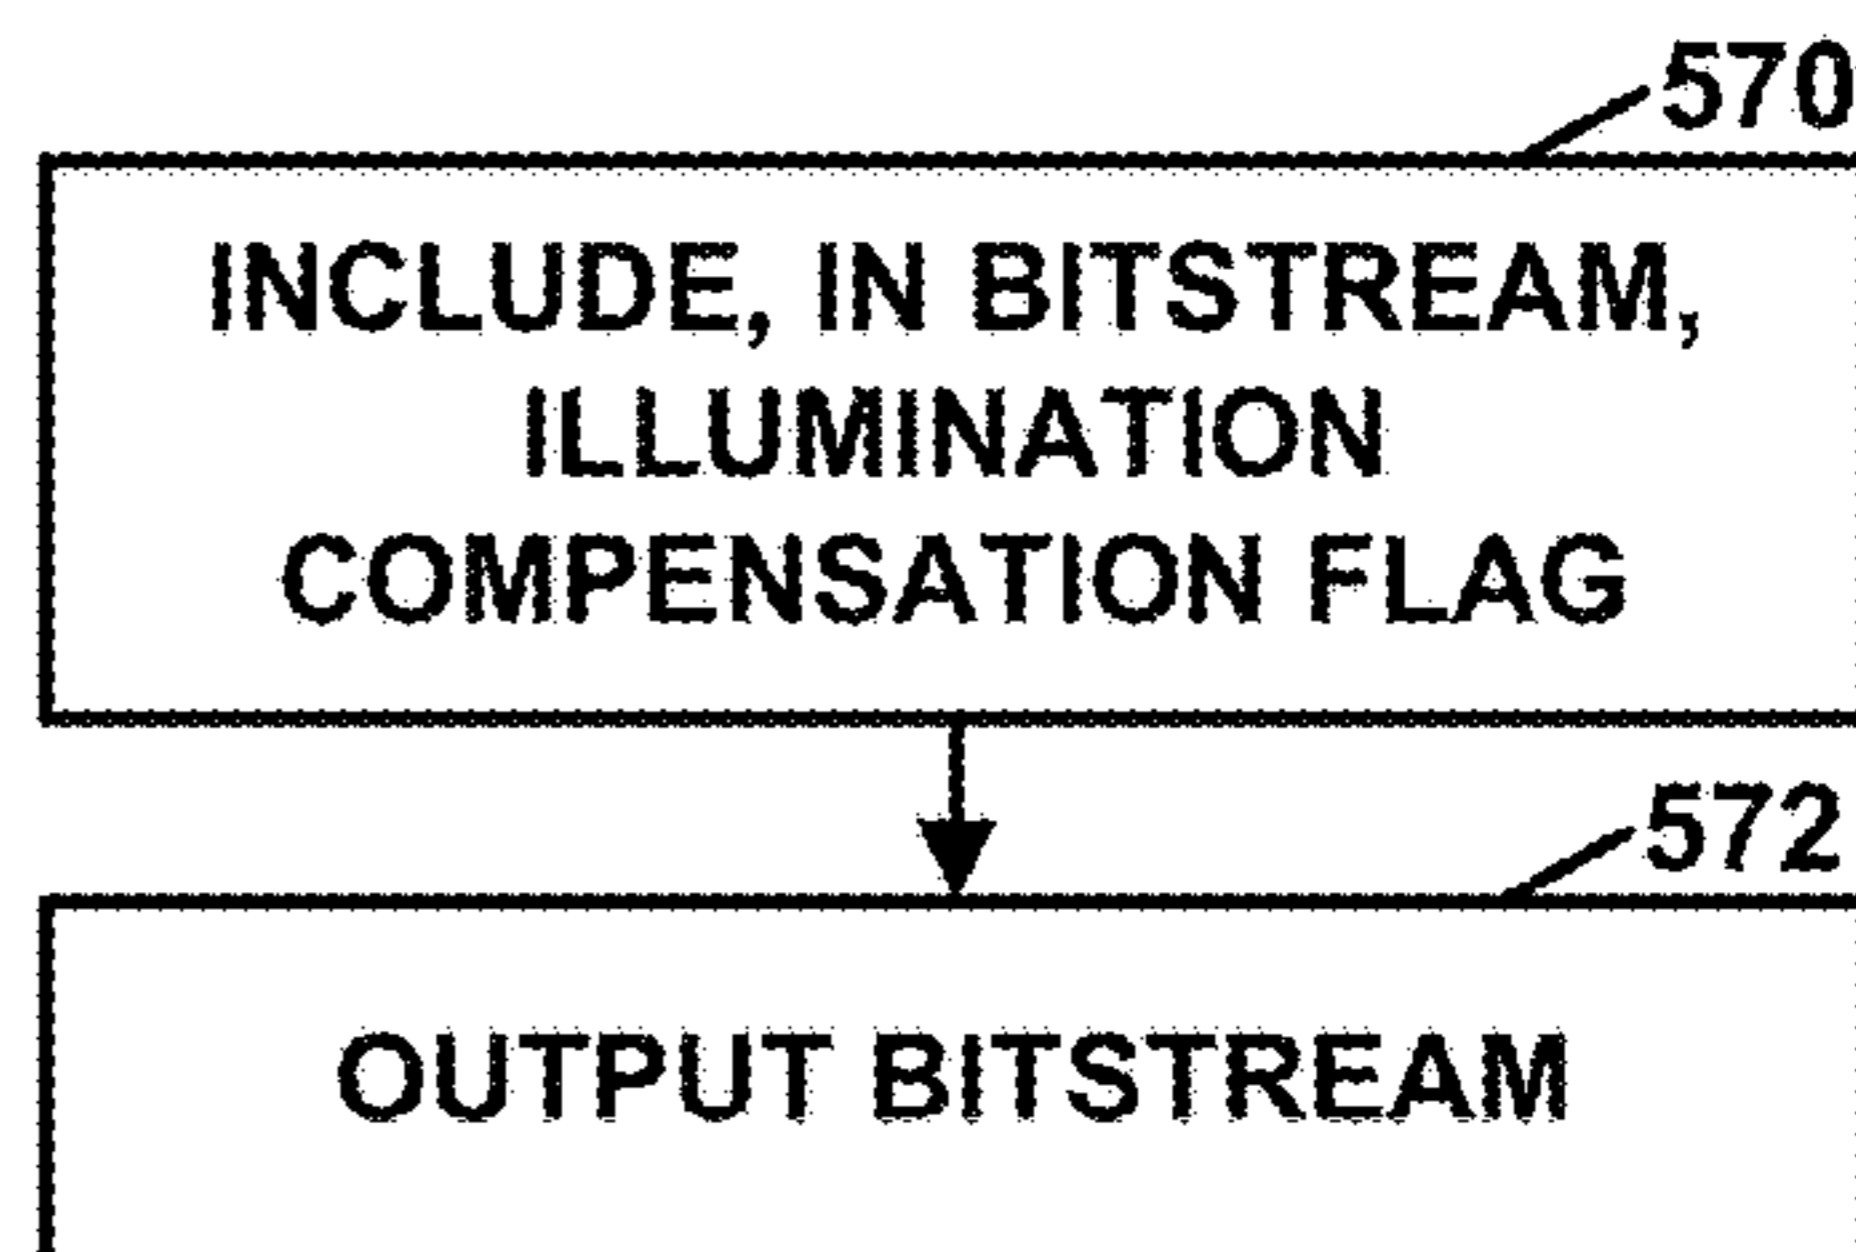 570
INCLUDE, IN BITSTREAM,
ILLUMINATION
COMPENSATION FLAG
572
OUTPUT BITSTREAM